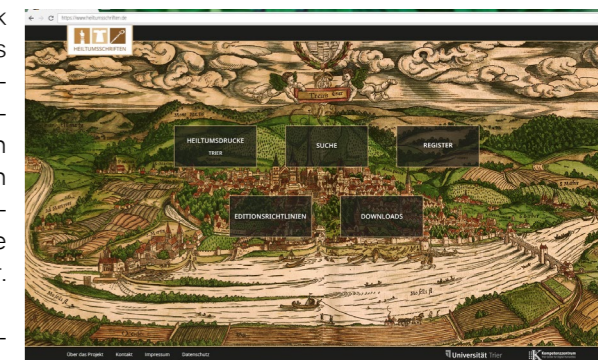 k
s
–
–
n
n
–
e
r.
–
https://www.heiltumsschriften.de
HEILTUMSSCHRIFTEN
HEILTUMSDRUCKE
TRIER
SUCHE
REGISTER
EDITIONSRICHTLINIEN
DOWNLOADS
Über das Projekt Kontakt Impressum Datenschutz
Universität Trier
Kompetenzzentrum